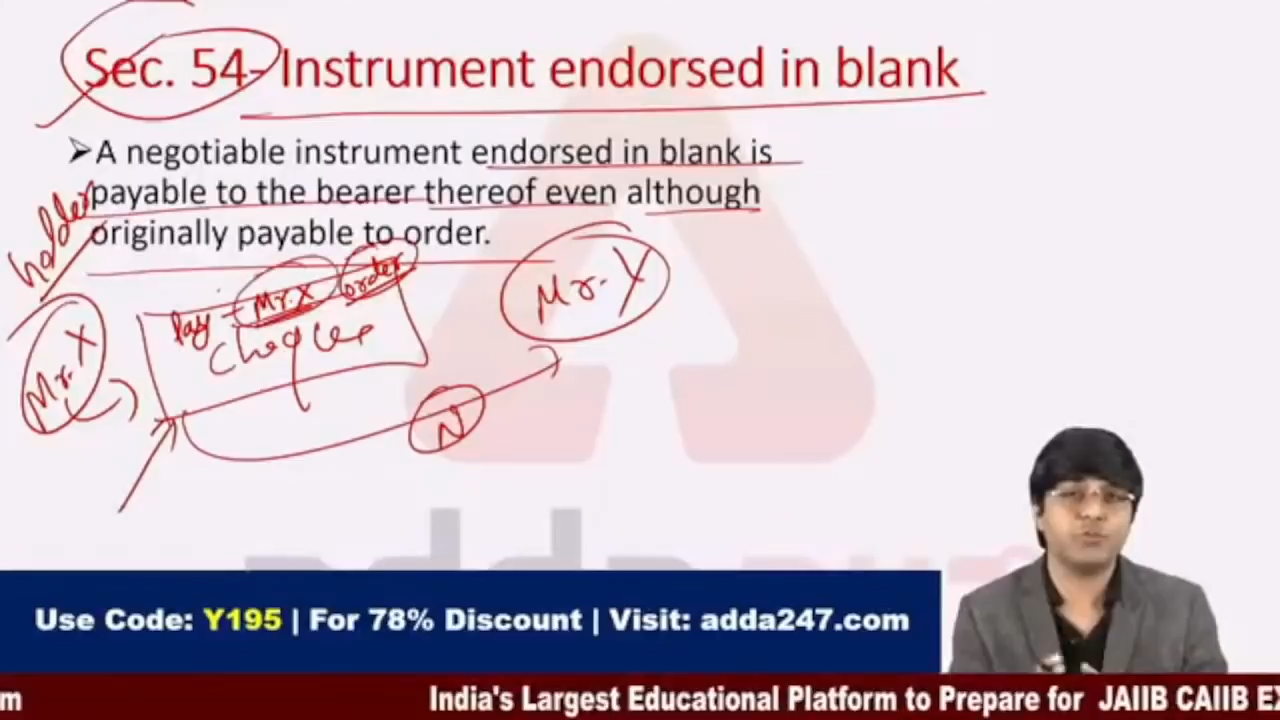 Sec. 54- Instrument endorsed in blank
➢A negotiable instrument endorsed in blank is
payable to the bearer thereof even although
originally payable to order.
holder
Mr. X
Pay - Mr. X order
Cheque
Mr. Y
N
adda
Use Code: Y195 | For 78% Discount | Visit: adda247.com
m
India's Largest Educational Platform to Prepare for JAIIB CAIIB EX